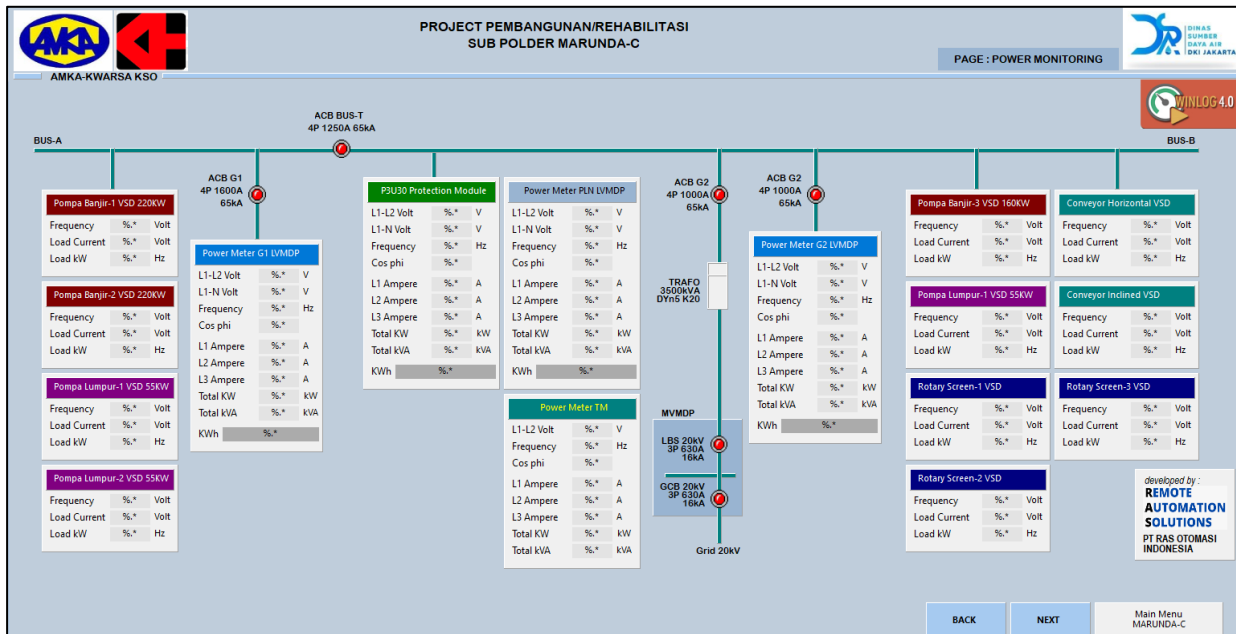 AMKA
PROJECT PEMBANGUNAN/REHABILITASI
SUB POLDER MARUNDA-C
DINAS
SUMBER
DAYA AIR
DKI JAKARTA
PAGE : POWER MONITORING
AMKA-KWARSA KSO
WINLOG 4.0
BUS-A
ACB BUS-T
4P 1250A 65kA
BUS-B
ACB G1
4P 1600A
65kA
ACB G2
4P 1000A
65kA
ACB G2
4P 1000A
65kA
Pompa Banjir-1 VSD 220KW
Frequency %.* Volt
Load Current %.* Volt
Load kW %.* Hz
Pompa Banjir-2 VSD 220KW
Frequency %.* Volt
Load Current %.* Volt
Load kW %.* Hz
Pompa Lumpur-1 VSD 55KW
Frequency %.* Volt
Load Current %.* Volt
Load kW %.* Hz
Pompa Lumpur-2 VSD 55KW
Frequency %.* Volt
Load Current %.* Volt
Load kW %.* Hz
Power Meter G1 LVMDP
L1-L2 Volt %.* V
L1-N Volt %.* V
Frequency %.* Hz
Cos phi %.*
L1 Ampere %.* A
L2 Ampere %.* A
L3 Ampere %.* A
Total KW %.* kW
Total kVA %.* kVA
KWh %.*
P3U30 Protection Module
L1-L2 Volt %.* V
L1-N Volt %.* V
Frequency %.* Hz
Cos phi %.*
L1 Ampere %.* A
L2 Ampere %.* A
L3 Ampere %.* A
Total KW %.* kW
Total kVA %.* kVA
KWh %.*
Power Meter PLN LVMDP
L1-L2 Volt %.* V
L1-N Volt %.* V
Frequency %.* Hz
Cos phi %.*
L1 Ampere %.* A
L2 Ampere %.* A
L3 Ampere %.* A
Total KW %.* kW
Total kVA %.* kVA
KWh %.*
Power Meter TM
L1-L2 Volt %.* V
Frequency %.* Hz
Cos phi %.*
L1 Ampere %.* A
L2 Ampere %.* A
L3 Ampere %.* A
Total KW %.* kW
Total kVA %.* kVA
TRAFO
3500kVA
DYn5 K20
MVMDP
LBS 20kV
3P 630A
16kA
GCB 20kV
3P 630A
16kA
Grid 20kV
Power Meter G2 LVMDP
L1-L2 Volt %.* V
L1-N Volt %.* V
Frequency %.* Hz
Cos phi %.*
L1 Ampere %.* A
L2 Ampere %.* A
L3 Ampere %.* A
Total KW %.* kW
Total kVA %.* kVA
KWh %.*
Pompa Banjir-3 VSD 160KW
Frequency %.* Volt
Load Current %.* Volt
Load kW %.* Hz
Pompa Lumpur-1 VSD 55KW
Frequency %.* Volt
Load Current %.* Volt
Load kW %.* Hz
Rotary Screen-1 VSD
Frequency %.* Volt
Load Current %.* Volt
Load kW %.* Hz
Rotary Screen-2 VSD
Frequency %.* Volt
Load Current %.* Volt
Load kW %.* Hz
Conveyor Horizontal VSD
Frequency %.* Volt
Load Current %.* Volt
Load kW %.* Hz
Conveyor Inclined VSD
Frequency %.* Volt
Load Current %.* Volt
Load kW %.* Hz
Rotary Screen-3 VSD
Frequency %.* Volt
Load Current %.* Volt
Load kW %.* Hz
developed by :
REMOTE
AUTOMATION
SOLUTIONS
PT RAS OTOMASI
INDONESIA
BACK
NEXT
Main Menu
MARUNDA-C